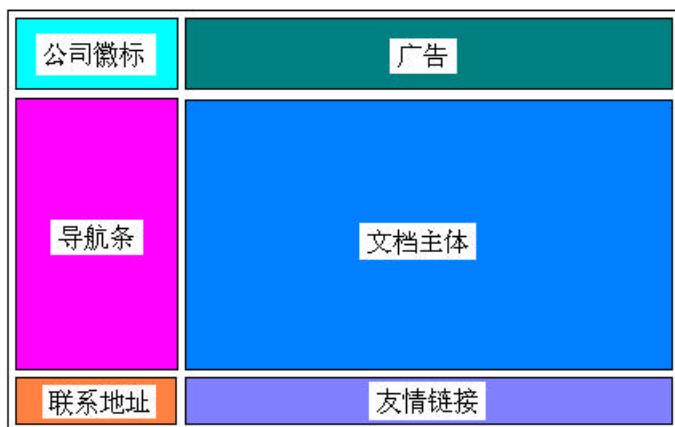 公司徽标
广告
导航条
文档主体
联系地址
友情链接